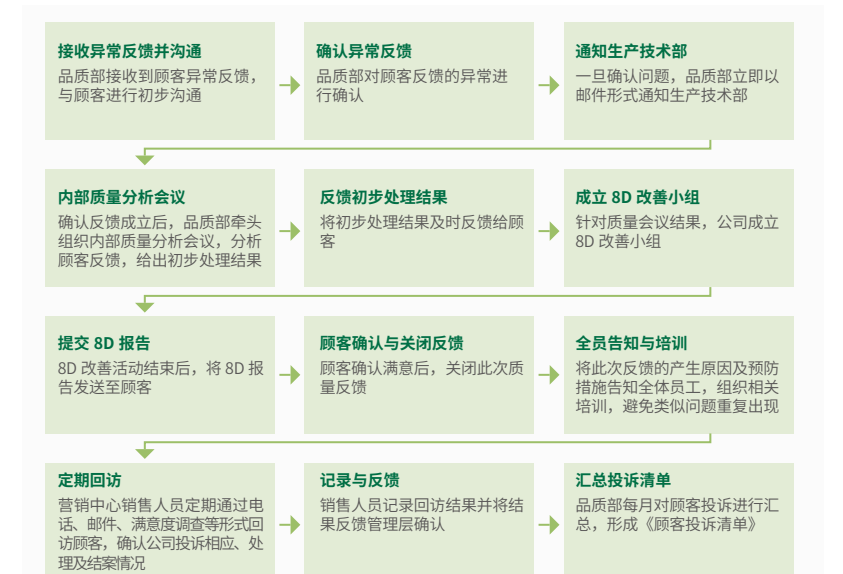 接收异常反馈并沟通
品质部接收到顾客异常反馈，
与顾客进行初步沟通
确认异常反馈
品质部对顾客反馈的异常进
行确认
通知生产技术部
一旦确认问题，品质部立即以
邮件形式通知生产技术部
内部质量分析会议
确认反馈成立后，品质部牵头
组织内部质量分析会议，分析
顾客反馈，给出初步处理结果
反馈初步处理结果
将初步处理结果及时反馈给顾
客
成立 8D 改善小组
针对质量会议结果，公司成立
8D 改善小组
提交 8D 报告
8D 改善活动结束后，将 8D 报
告发送至顾客
顾客确认与关闭反馈
顾客确认满意后，关闭此次质
量反馈
全员告知与培训
将此次反馈的产生原因及预防
措施告知全体员工，组织相关
培训，避免类似问题重复出现
定期回访
营销中心销售人员定期通过电
话、邮件、满意度调查等形式回
访顾客，确认公司投诉相应、处
理及结案情况
记录与反馈
销售人员记录回访结果并将结
果反馈管理层确认
汇总投诉清单
品质部每月对顾客投诉进行汇
总，形成《顾客投诉清单》